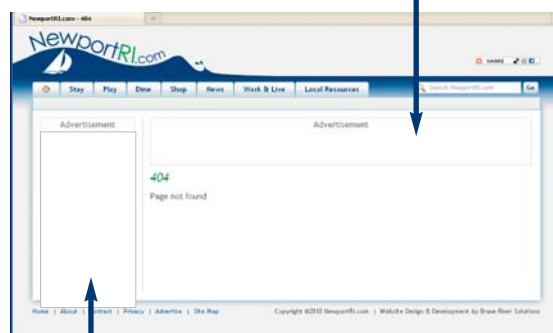 NewportRI.com - 404
NewportRI.com
SHARE
Stay Play Dine Shop News Work & Live Local Resources Search NewportRI.com Go
Advertisement
Advertisement
404
Page not found
Home | About | Contact | Privacy | Advertise | Site Map Copyright ©2010 NewportRI.com | Website Design & Development by Brave River Solutions